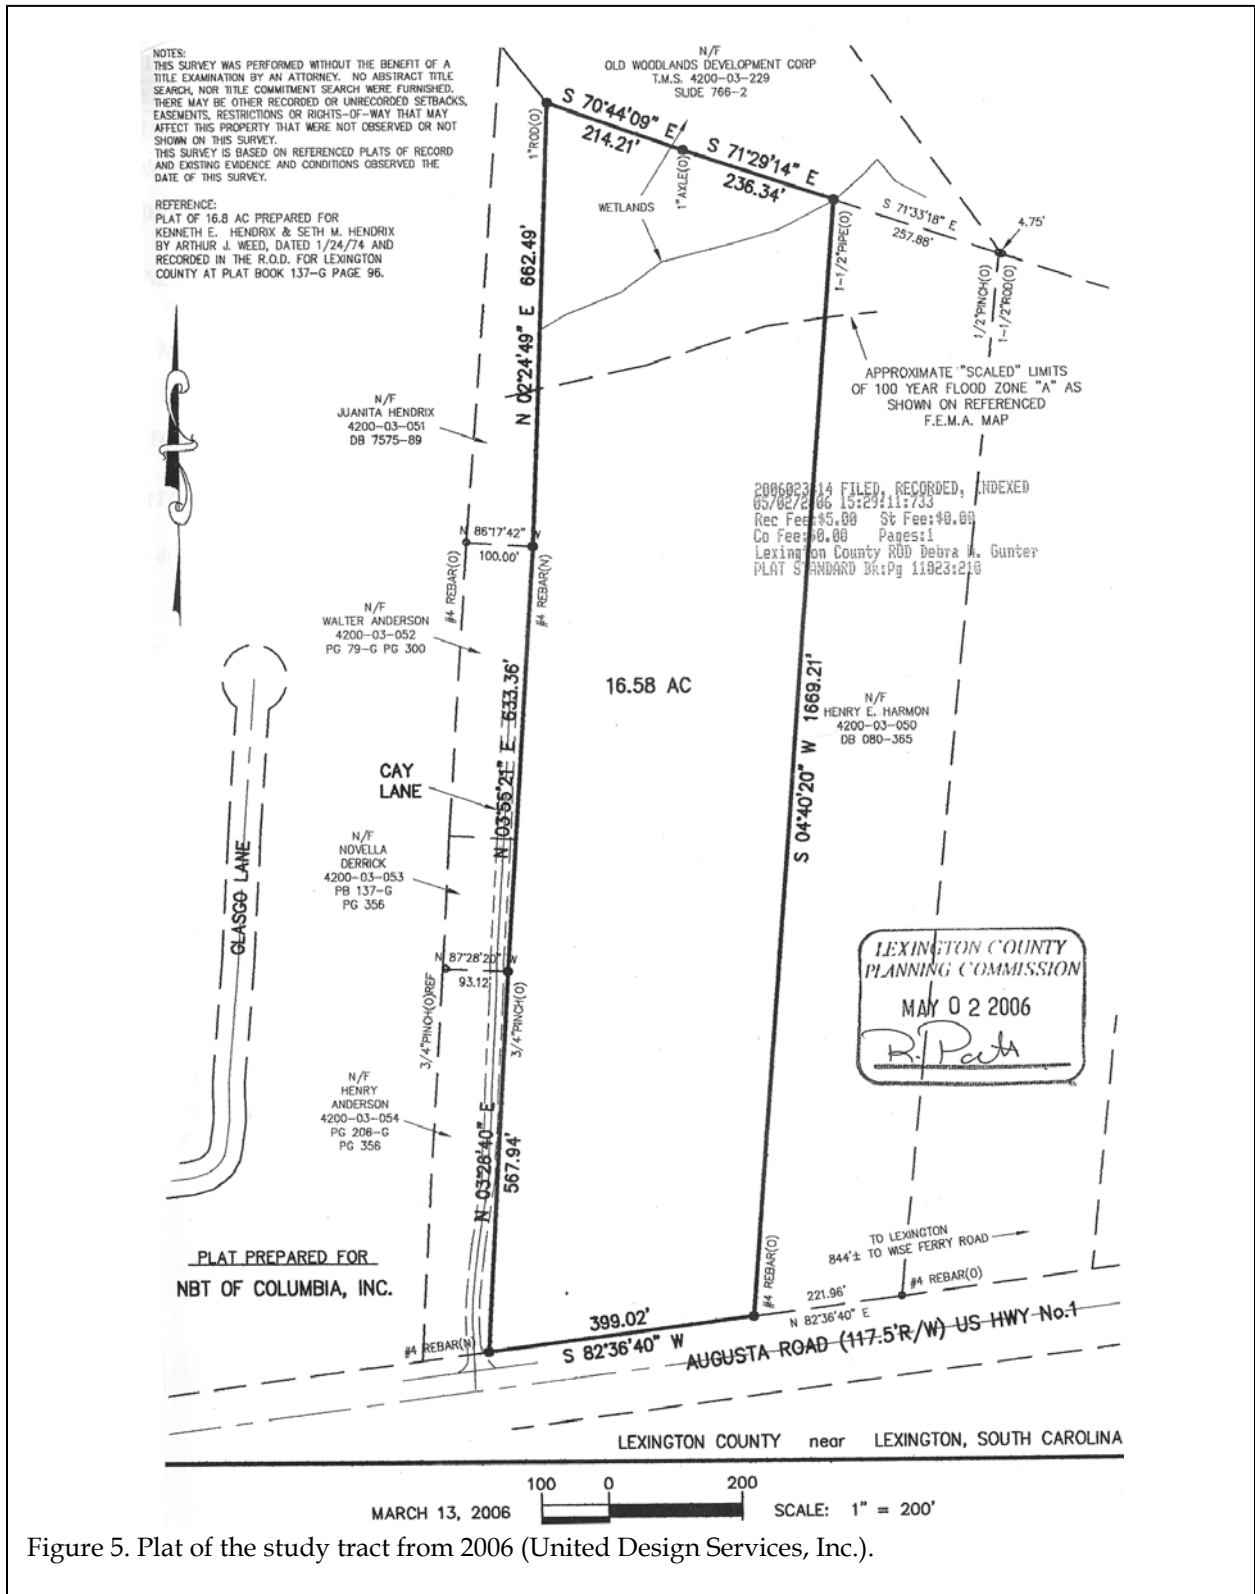 NOTES:
THIS SURVEY WAS PERFORMED WITHOUT THE BENEFIT OF A
TITLE EXAMINATION BY AN ATTORNEY. NO ABSTRACT TITLE
SEARCH, NOR TITLE COMMITMENT SEARCH WERE FURNISHED.
THERE MAY BE OTHER RECORDED OR UNRECORDED SETBACKS,
EASEMENTS, RESTRICTIONS OR RIGHTS-OF-WAY THAT MAY
AFFECT THIS PROPERTY THAT WERE NOT OBSERVED OR NOT
SHOWN ON THIS SURVEY.
THIS SURVEY IS BASED ON REFERENCED PLATS OF RECORD
AND EXISTING EVIDENCE AND CONDITIONS OBSERVED THE
DATE OF THIS SURVEY.
REFERENCE:
PLAT OF 16.8 AC PREPARED FOR
KENNETH E. HENDRIX & SETH M. HENDRIX
BY ARTHUR J. WEED, DATED 1/24/74 AND
RECORDED IN THE R.O.D. FOR LEXINGTON
COUNTY AT PLAT BOOK 137-G PAGE 96.
N/F
OLD WOODLANDS DEVELOPMENT CORP
T.M.S. 4200-03-229
SLIDE 766-2
S 70°44'09" E
214.21'
S 71°29'14" E
236.34'
1"ROD(O)
1"AXLE(O)
WETLANDS
1-1/2"PIPE(O)
S 71°33'18" E
257.88'
4.75'
1/2"PINCH(O)
1-1/2"ROD(O)
N 02°24'49" E 662.49'
APPROXIMATE "SCALED" LIMITS
OF 100 YEAR FLOOD ZONE "A" AS
SHOWN ON REFERENCED
F.E.M.A. MAP
N/F
JUANITA HENDRIX
4200-03-051
DB 7575-89
FILED, RECORDED, INDEXED
15:29:11:733
Rec Fee:$5.00 St Fee:$0.00
Co Fee:$0.00 Pages:1
Lexington County ROD Debra M. Gunter
PLAT STANDARD Bk:Pg 11023:210
N 86°17'42" W
100.00'
#4 REBAR(O)
#4 REBAR(N)
N/F
WALTER ANDERSON
4200-03-052
PG 79-G PG 300
16.58 AC
N 03°55'21" E 633.36'
S 04°40'20" W 1669.21'
N/F
HENRY E. HARMON
4200-03-050
DB 080-365
CAY
LANE
N/F
NOVELLA
DERRICK
4200-03-053
PB 137-G
PG 356
GLASGO LANE
N 87°28'20" W
93.12'
3/4"PINCH(O)REF
3/4"PINCH(O)
LEXINGTON COUNTY
PLANNING COMMISSION
MAY 02 2006
N/F
HENRY
ANDERSON
4200-03-054
PG 208-G
PG 356
N 03°28'40" E
567.94'
TO LEXINGTON
844'± TO WISE FERRY ROAD
PLAT PREPARED FOR
NBT OF COLUMBIA, INC.
#4 REBAR(O)
221.96'
N 82°36'40" E
#4 REBAR(O)
399.02'
S 82°36'40" W
#4 REBAR(N)
AUGUSTA ROAD (117.5'R/W) US HWY No.1
LEXINGTON COUNTY near LEXINGTON, SOUTH CAROLINA
100 0 200
MARCH 13, 2006
SCALE: 1" = 200'
Figure 5. Plat of the study tract from 2006 (United Design Services, Inc.).